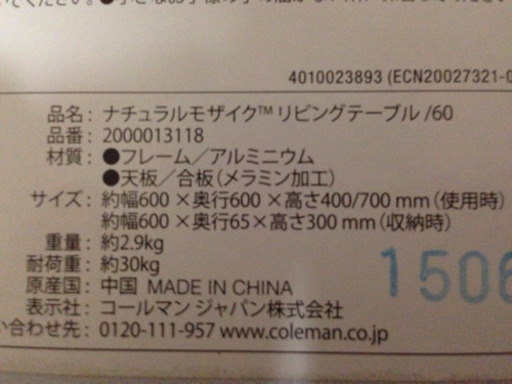 4010023893 (ECN20027321-0
品名: ナチュラルモザイク™リビングテーブル/60
品番: 2000013118
材質: ●フレーム/アルミニウム
●天板/合板(メラミン加工)
サイズ: 約幅600×奥行600×高さ400/700 mm(使用時)
約幅600×奥行65×高さ300 mm(収納時)
重量: 約2.9kg
耐荷重: 約30kg
原産国: 中国 MADE IN CHINA
表示社: コールマン ジャパン株式会社
い合わせ先: 0120-111-957 www.coleman.co.jp
1506